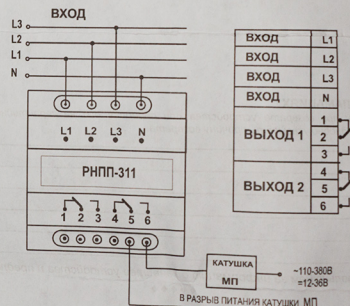 ВХОД
L3
L2
L1
N
L1 L2 L3 N
РНПП-311
1 2 3 4 5 6
КАТУШКА
МП
~110-380В
=12-36В
В РАЗРЫВ ПИТАНИЯ КАТУШКИ МП
ВХОД L1
ВХОД L2
ВХОД L3
ВХОД N
ВЫХОД 1
1
2
3
ВЫХОД 2
4
5
6